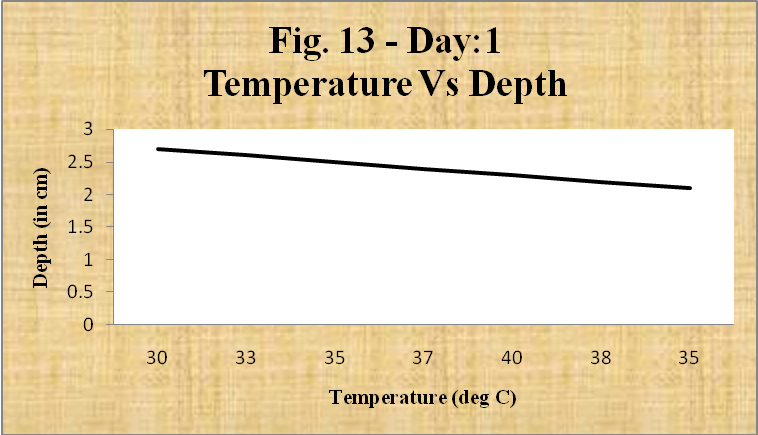 Fig. 13 - Day:1
Temperature Vs Depth
3
2.5
2
1.5
1
0.5
0
Depth (in cm)
30 33 35 37 40 38 35
Temperature (deg C)